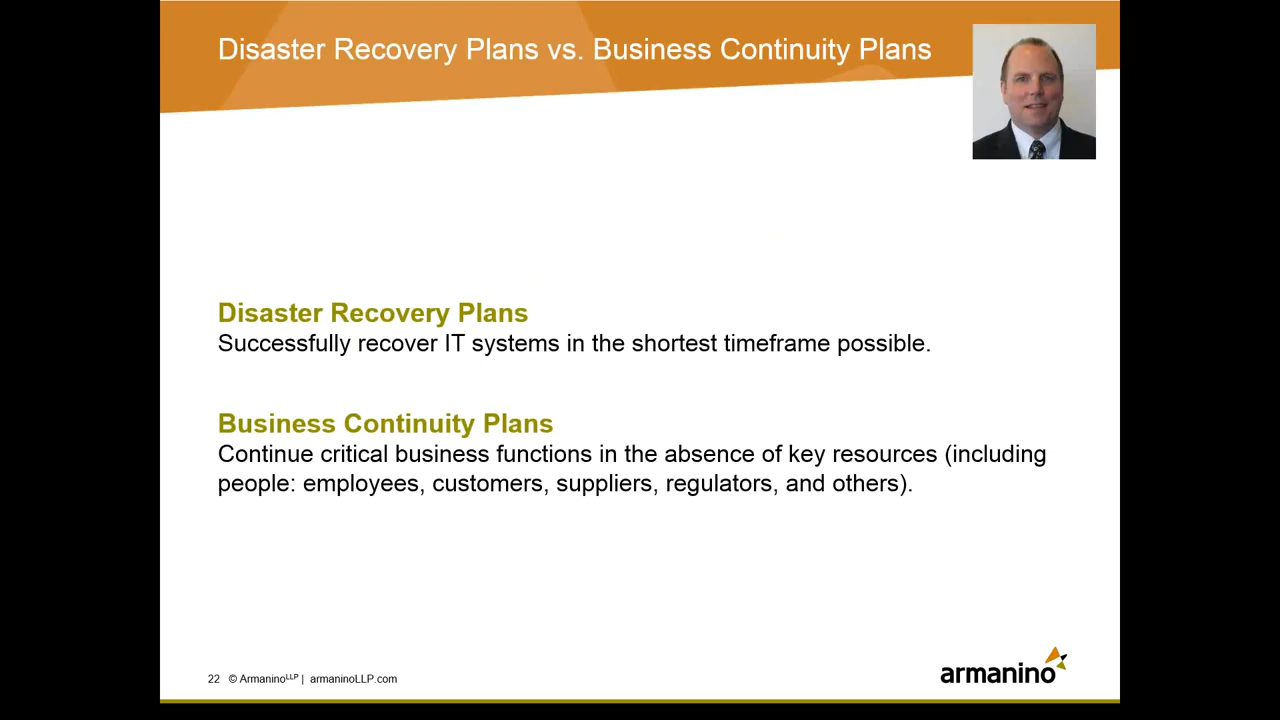 Disaster Recovery Plans vs. Business Continuity Plans
Disaster Recovery Plans
Successfully recover IT systems in the shortest timeframe possible.
Business Continuity Plans
Continue critical business functions in the absence of key resources (including
people: employees, customers, suppliers, regulators, and others).
22 © ArmaninoLLP | armaninoLLP.com
armanino